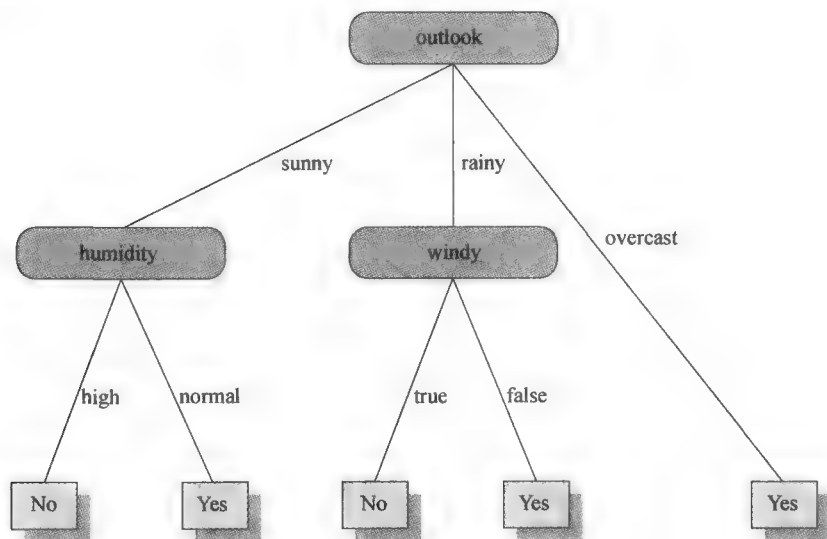 outlook
sunny
rainy
overcast
humidity
windy
high
normal
true
false
No
Yes
No
Yes
Yes